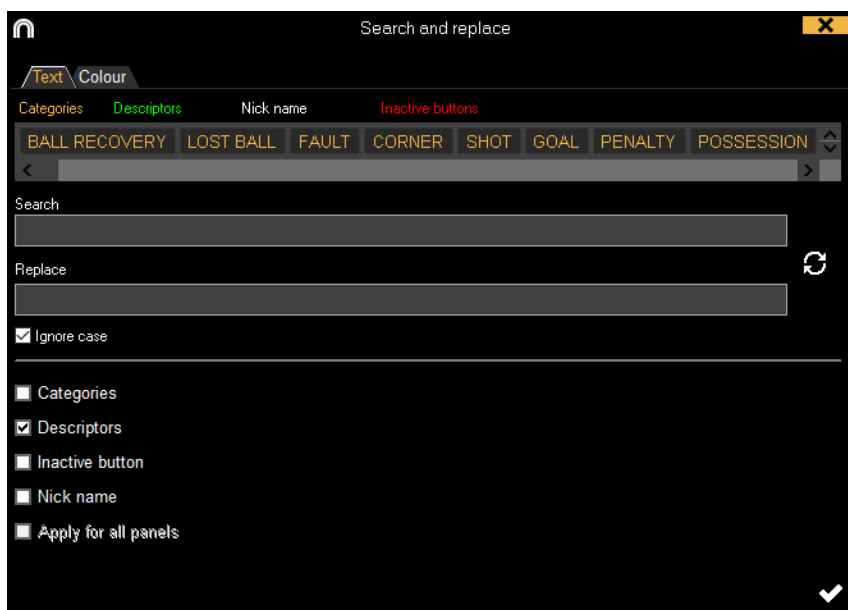 Search and replace
Text Colour
Categories Descriptors Nick name Inactive buttons
BALL RECOVERY LOST BALL FAULT CORNER SHOT GOAL PENALTY POSSESSION
Search
Replace
Ignore case
Categories
Descriptors
Inactive button
Nick name
Apply for all panels